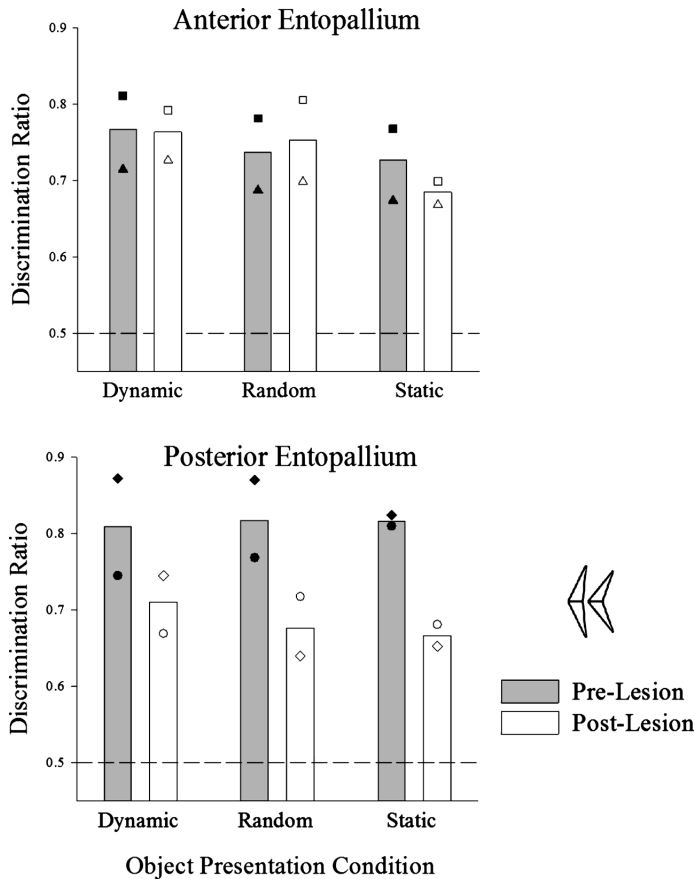 Anterior Entopallium
Discrimination Ratio
0.9
0.8
0.7
0.6
0.5
Dynamic Random Static
Posterior Entopallium
Discrimination Ratio
0.9
0.8
0.7
0.6
0.5
Dynamic Random Static
Object Presentation Condition
Pre-Lesion
Post-Lesion